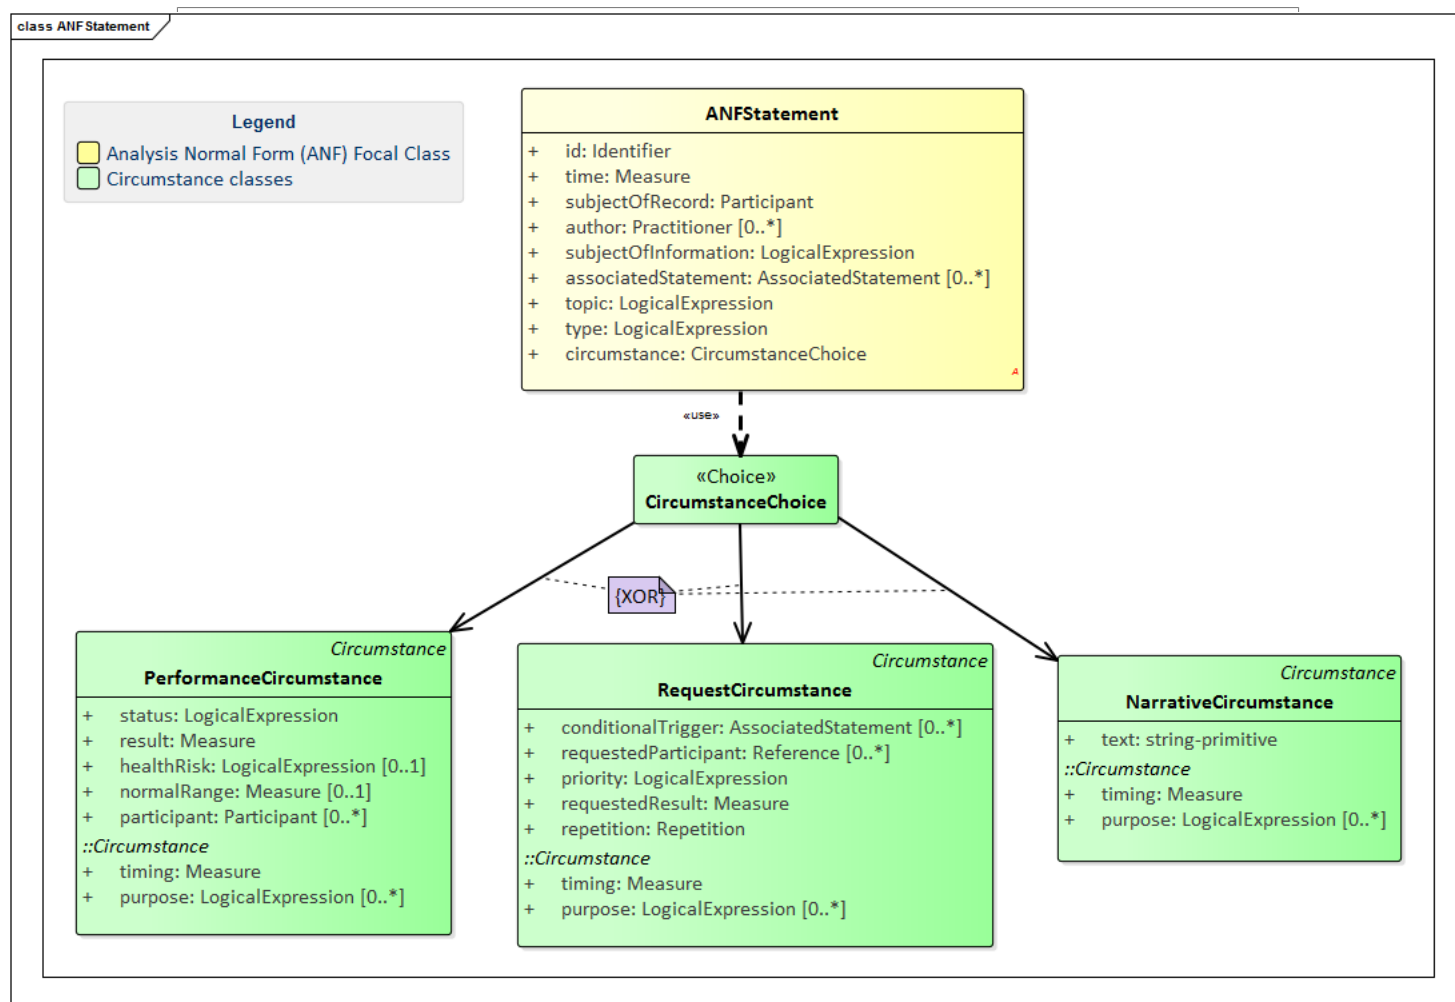 class ANFStatement
Legend
Analysis Normal Form (ANF) Focal Class
Circumstance classes
ANFStatement
+ id: Identifier
+ time: Measure
+ subjectOfRecord: Participant
+ author: Practitioner [0..*]
+ subjectOfInformation: LogicalExpression
+ associatedStatement: AssociatedStatement [0..*]
+ topic: LogicalExpression
+ type: LogicalExpression
+ circumstance: CircumstanceChoice
A
«use»
«Choice»
CircumstanceChoice
{XOR}
Circumstance
PerformanceCircumstance
+ status: LogicalExpression
+ result: Measure
+ healthRisk: LogicalExpression [0..1]
+ normalRange: Measure [0..1]
+ participant: Participant [0..*]
::Circumstance
+ timing: Measure
+ purpose: LogicalExpression [0..*]
Circumstance
RequestCircumstance
+ conditionalTrigger: AssociatedStatement [0..*]
+ requestedParticipant: Reference [0..*]
+ priority: LogicalExpression
+ requestedResult: Measure
+ repetition: Repetition
::Circumstance
+ timing: Measure
+ purpose: LogicalExpression [0..*]
Circumstance
NarrativeCircumstance
+ text: string-primitive
::Circumstance
+ timing: Measure
+ purpose: LogicalExpression [0..*]